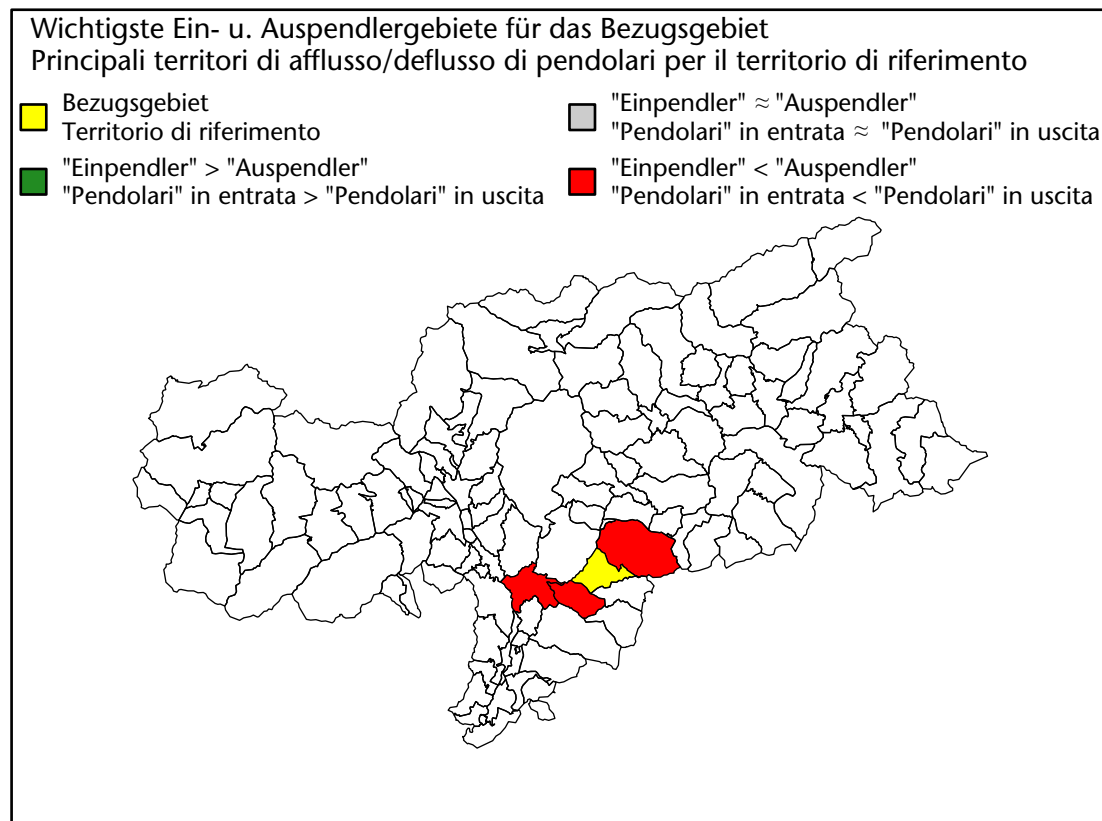 Wichtigste Ein- u. Auspendlergebiete für das Bezugsgebiet
Principali territori di afflusso/deflusso di pendolari per il territorio di riferimento
Bezugsgebiet
Territorio di riferimento
"Einpendler" > "Auspendler"
"Pendolari" in entrata > "Pendolari" in uscita
"Einpendler" ≈ "Auspendler"
"Pendolari" in entrata ≈ "Pendolari" in uscita
"Einpendler" < "Auspendler"
"Pendolari" in entrata < "Pendolari" in uscita